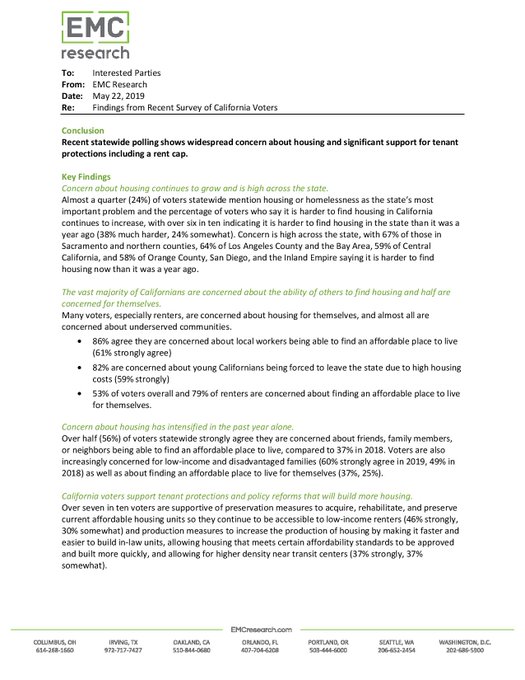 EMC
research
To: Interested Parties
From: EMC Research
Date: May 22, 2019
Re: Findings from Recent Survey of California Voters
Conclusion
Recent statewide polling shows widespread concern about housing and significant support for tenant
protections including a rent cap.
Key Findings
Concern about housing continues to grow and is high across the state.
Almost a quarter (24%) of voters statewide mention housing or homelessness as the state's most
important problem and the percentage of voters who say it is harder to find housing in California
continues to increase, with over six in ten indicating it is harder to find housing in the state than it was a
year ago (38% much harder, 24% somewhat). Concern is high across the state, with 67% of those in
Sacramento and northern counties, 64% of Los Angeles County and the Bay Area, 59% of Central
California, and 58% of Orange County, San Diego, and the Inland Empire saying it is harder to find
housing now than it was a year ago.
The vast majority of Californians are concerned about the ability of others to find housing and half are
concerned for themselves.
Many voters, especially renters, are concerned about housing for themselves, and almost all are
concerned about underserved communities.
• 86% agree they are concerned about local workers being able to find an affordable place to live
(61% strongly agree)
• 82% are concerned about young Californians being forced to leave the state due to high housing
costs (59% strongly)
• 53% of voters overall and 79% of renters are concerned about finding an affordable place to live
for themselves.
Concern about housing has intensified in the past year alone.
Over half (56%) of voters statewide strongly agree they are concerned about friends, family members,
or neighbors being able to find an affordable place to live, compared to 37% in 2018. Voters are also
increasingly concerned for low-income and disadvantaged families (60% strongly agree in 2019, 49% in
2018) as well as about finding an affordable place to live for themselves (37%, 25%).
California voters support tenant protections and policy reforms that will build more housing.
Over seven in ten voters are supportive of preservation measures to acquire, rehabilitate, and preserve
current affordable housing units so they continue to be accessible to low-income renters (46% strongly,
30% somewhat) and production measures to increase the production of housing by making it faster and
easier to build in-law units, allowing housing that meets certain affordability standards to be approved
and built more quickly, and allowing for higher density near transit centers (37% strongly, 37%
somewhat).
EMCresearch.com
COLUMBUS, OH IRVING, TX OAKLAND, CA ORLANDO, FL PORTLAND, OR SEATTLE, WA WASHINGTON, D.C.
614-268-1660 972-717-7427 510-844-0680 407-704-6208 503-444-6000 206-652-2454 202-686-5900